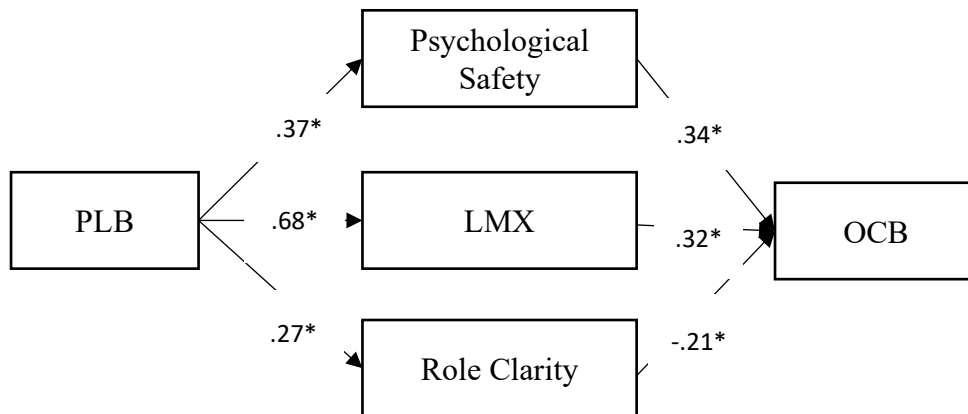 Psychological
Safety
.37*
.34*
PLB
.68*
LMX
.32*
OCB
.27*
Role Clarity
-.21*